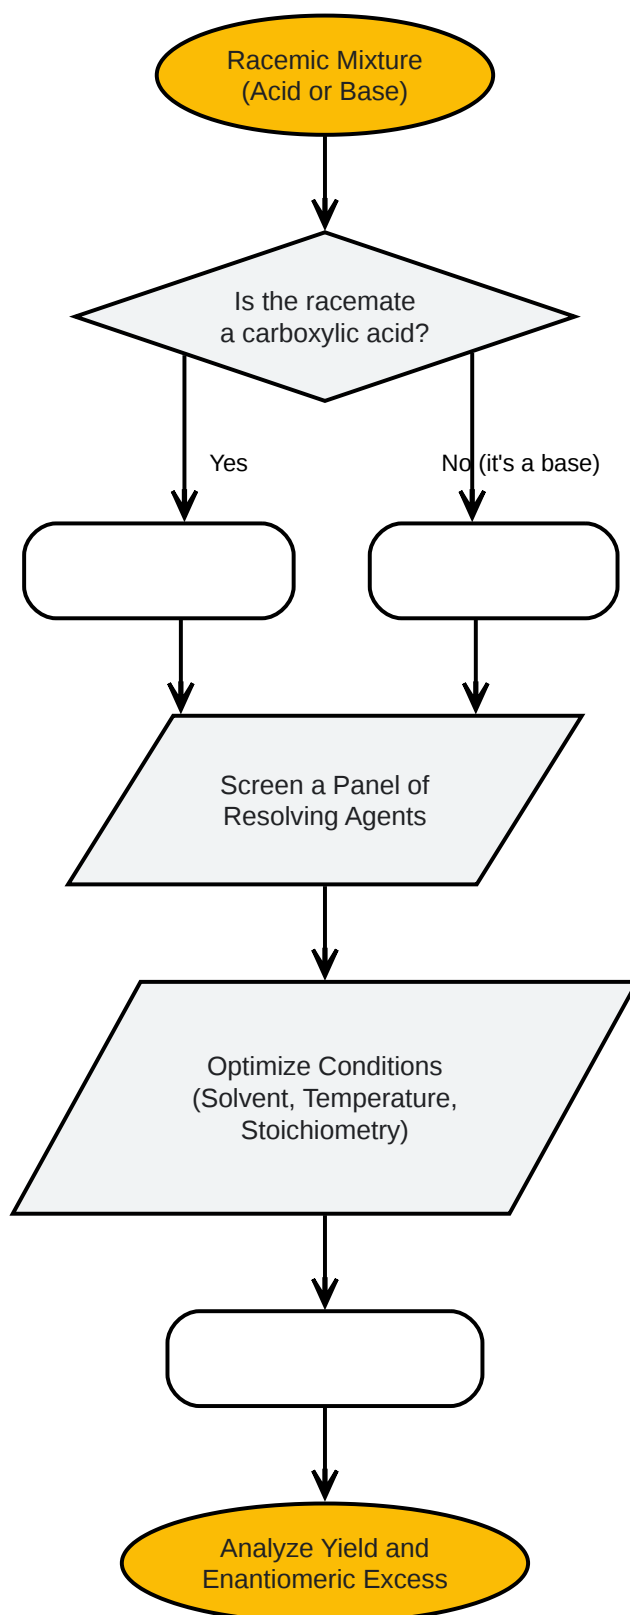 Racemic Mixture
(Acid or Base)
Is the racemate
a carboxylic acid?
Yes
No (it's a base)
Screen a Panel of
Resolving Agents
Optimize Conditions
(Solvent, Temperature,
Stoichiometry)
Analyze Yield and
Enantiomeric Excess